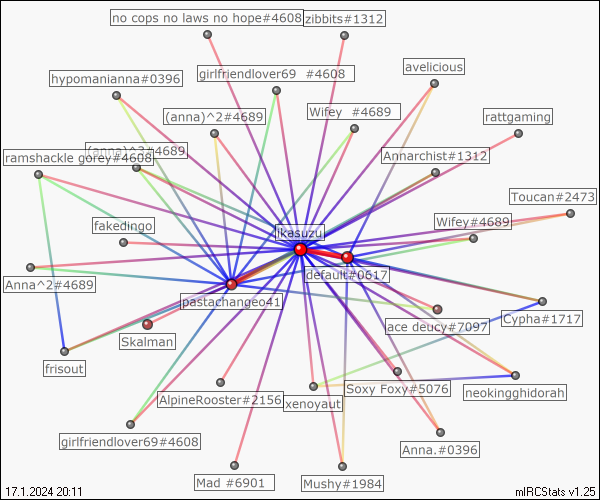 no cops no laws no hope#4608
zibbits#1312
avelicious
girlfriendlover69 #4608
hypomanianna#0396
Wifey #4689
(anna)^2#4689
rattgaming
(anna)^2#4689
ramshackle gorey#4608
Annarchist#1312
Toucan#2473
Wifey#4689
fakedingo
ikasuzu
default#0617
Anna^2#4689
pastachangeo41
Cypha#1717
ace deucy#7097
Skalman
frisout
Soxy Foxy#5076
neokingghidorah
AlpineRooster#2156
xenoyaut
girlfriendlover69#4608
Anna.#0396
Mad #6901
Mushy#1984
17.1.2024 20:11
mIRCStats v1.25